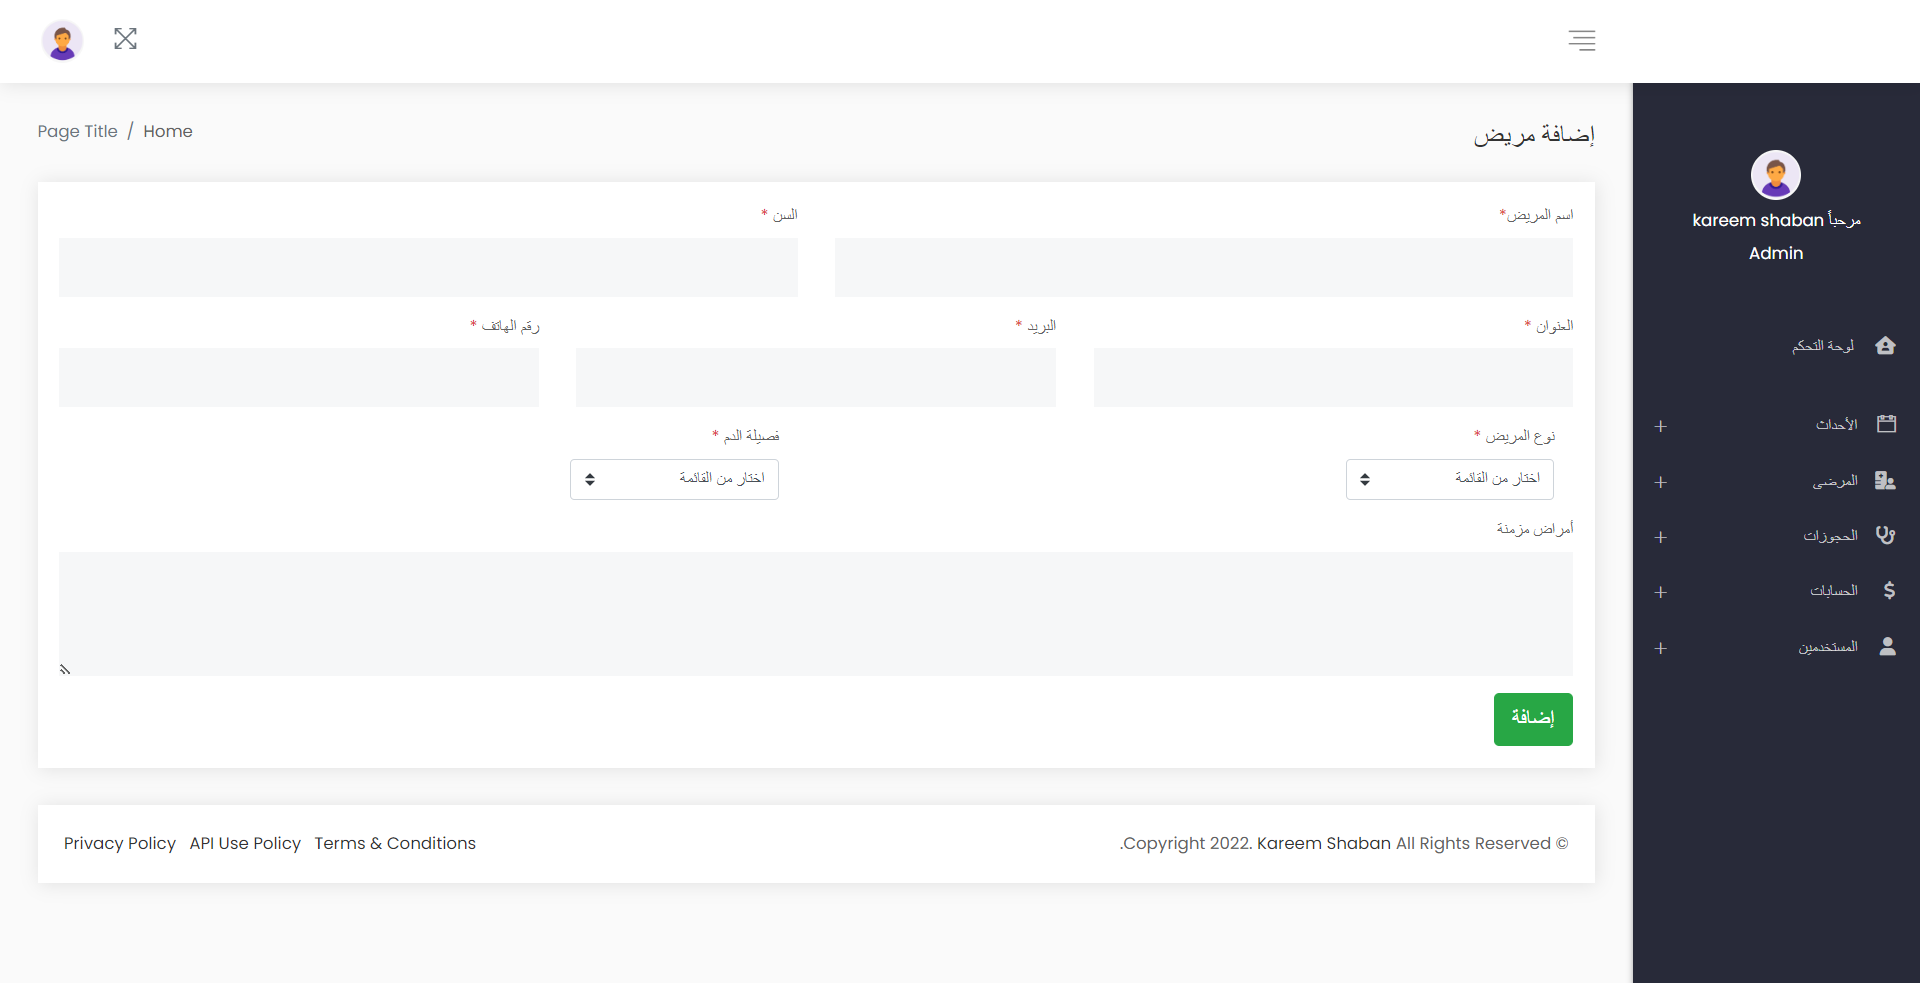 إضافة مريض
Page Title / Home
مرحباً kareem shaban
Admin
لوحة التحكم
الأحداث
المرضى
الحجوزات
الحسابات
المستخدمين
اسم المريض*
السن *
العنوان *
البريد *
رقم الهاتف *
نوع المريض *
فصيلة الدم *
اختار من القائمة
اختار من القائمة
أمراض مزمنة
إضافة
.Copyright 2022. Kareem Shaban All Rights Reserved ©
Privacy Policy API Use Policy Terms & Conditions